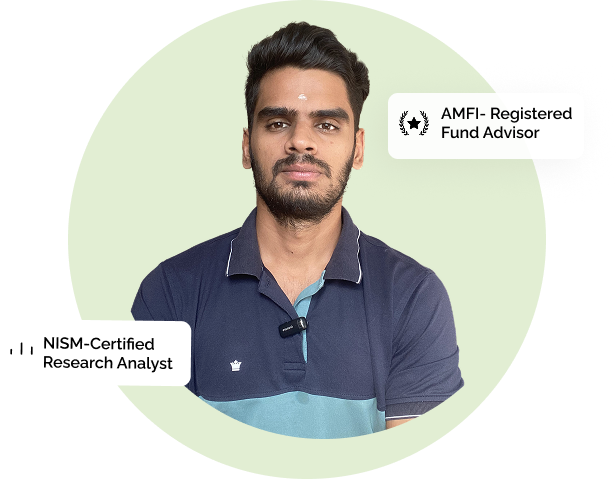 AMFI- Registered
Fund Advisor
NISM-Certified
Research Analyst